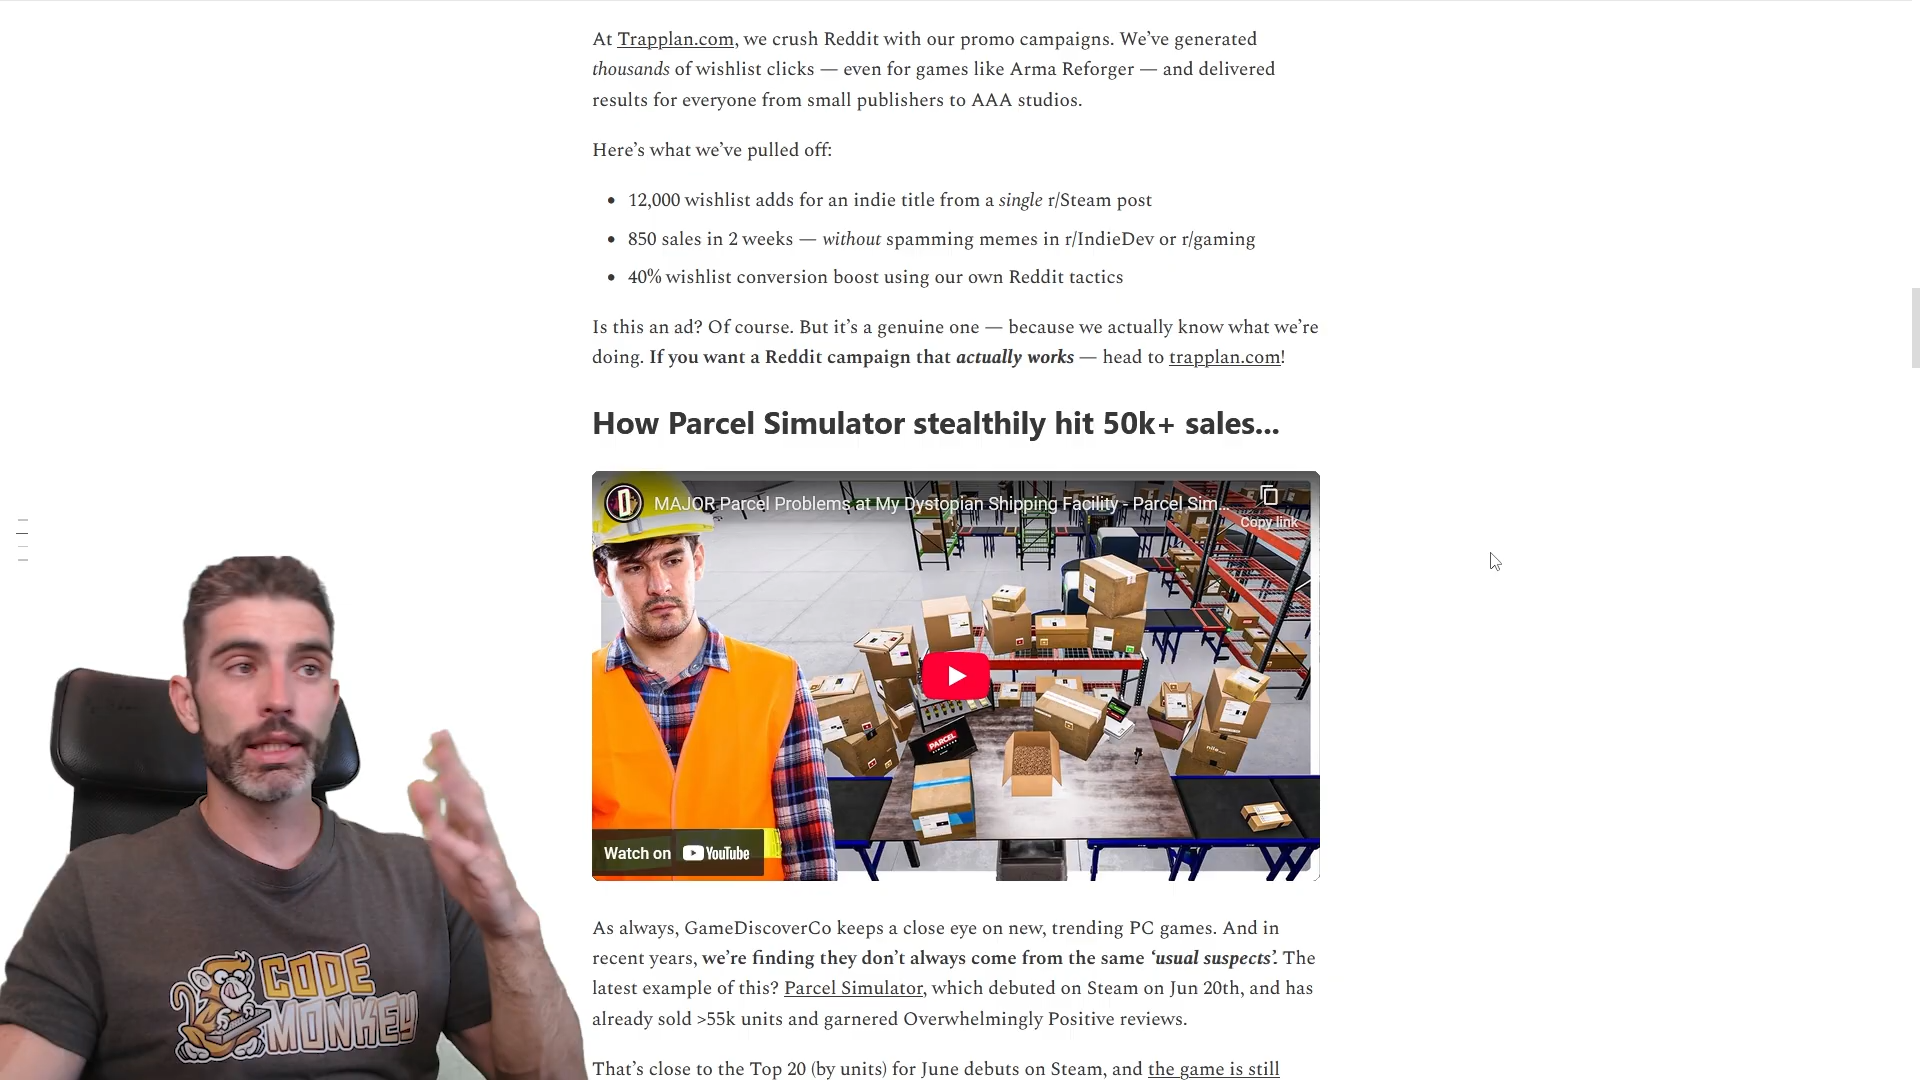 At Trapplan.com, we crush Reddit with our promo campaigns. We’ve generated
thousands of wishlist clicks — even for games like Arma Reforger — and delivered
results for everyone from small publishers to AAA studios.
Here’s what we’ve pulled off:
• 12,000 wishlist adds for an indie title from a single r/Steam post
• 850 sales in 2 weeks — without spamming memes in r/IndieDev or r/gaming
• 40% wishlist conversion boost using our own Reddit tactics
Is this an ad? Of course. But it’s a genuine one — because we actually know what we’re
doing. If you want a Reddit campaign that actually works — head to trapplan.com!
How Parcel Simulator stealthily hit 50k+ sales...
MAJOR Parcel Problems at My Dystopian Shipping Facility - Parcel Sim...
Copy link
PARCEL
Watch on YouTube
As always, GameDiscoverCo keeps a close eye on new, trending PC games. And in
recent years, we’re finding they don’t always come from the same ‘usual suspects’. The
latest example of this? Parcel Simulator, which debuted on Steam on Jun 20th, and has
already sold >55k units and garnered Overwhelmingly Positive reviews.
That’s close to the Top 20 (by units) for June debuts on Steam, and the game is still
CODE
MONKEY